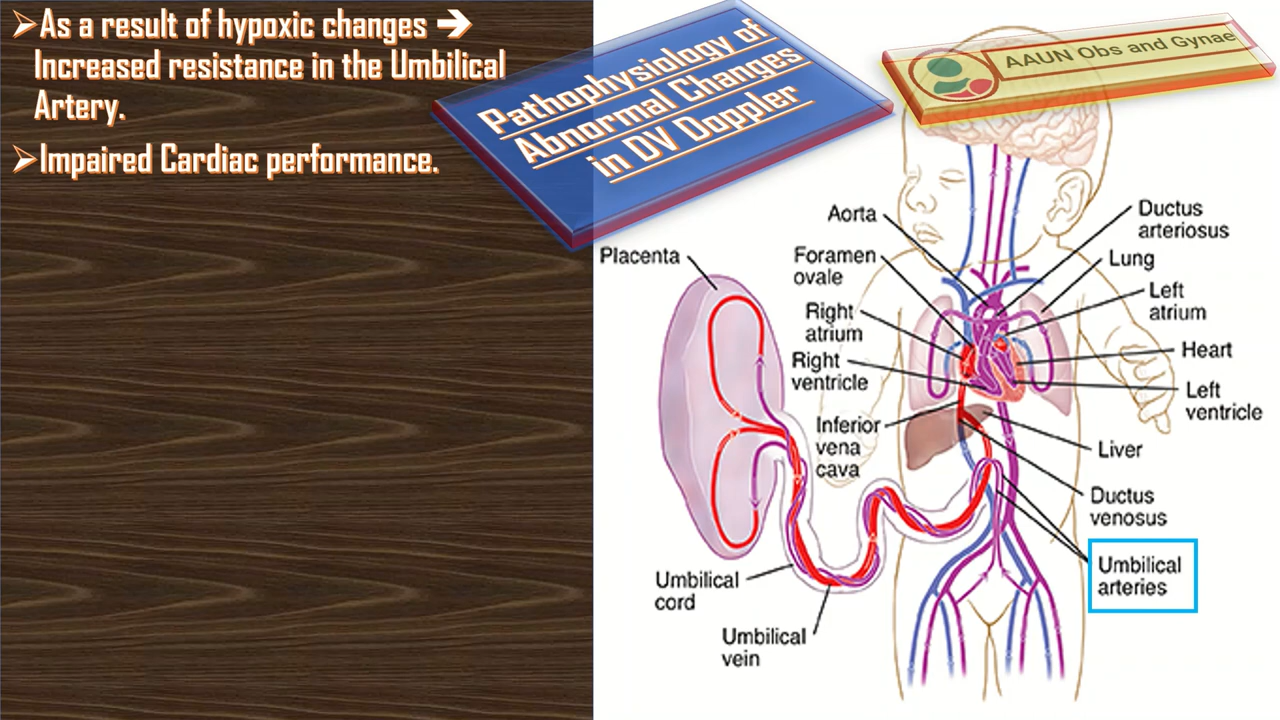 ➢As a result of hypoxic changes ➔
Increased resistance in the Umbilical
Artery.
➢Impaired Cardiac performance.
Pathophysiology of
Abnormal Changes
in DV Doppler
AAUN Obs and Gynae
Aorta
Ductus
arteriosus
Placenta
Foramen
ovale
Lung
Right
atrium
Left
atrium
Right
ventricle
Heart
Left
ventricle
Inferior
vena
cava
Liver
Ductus
venosus
Umbilical
arteries
Umbilical
cord
Umbilical
vein